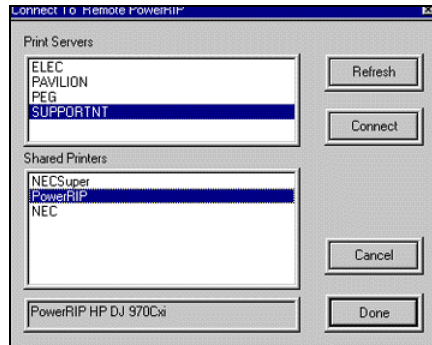 Connect To Remote PowerRIP
Print Servers
ELEC
PAVILION
PEG
SUPPORTNT
Refresh
Connect
Shared Printers
NECSuper
PowerRIP
NEC
Cancel
PowerRIP HP DJ 970Cxi
Done